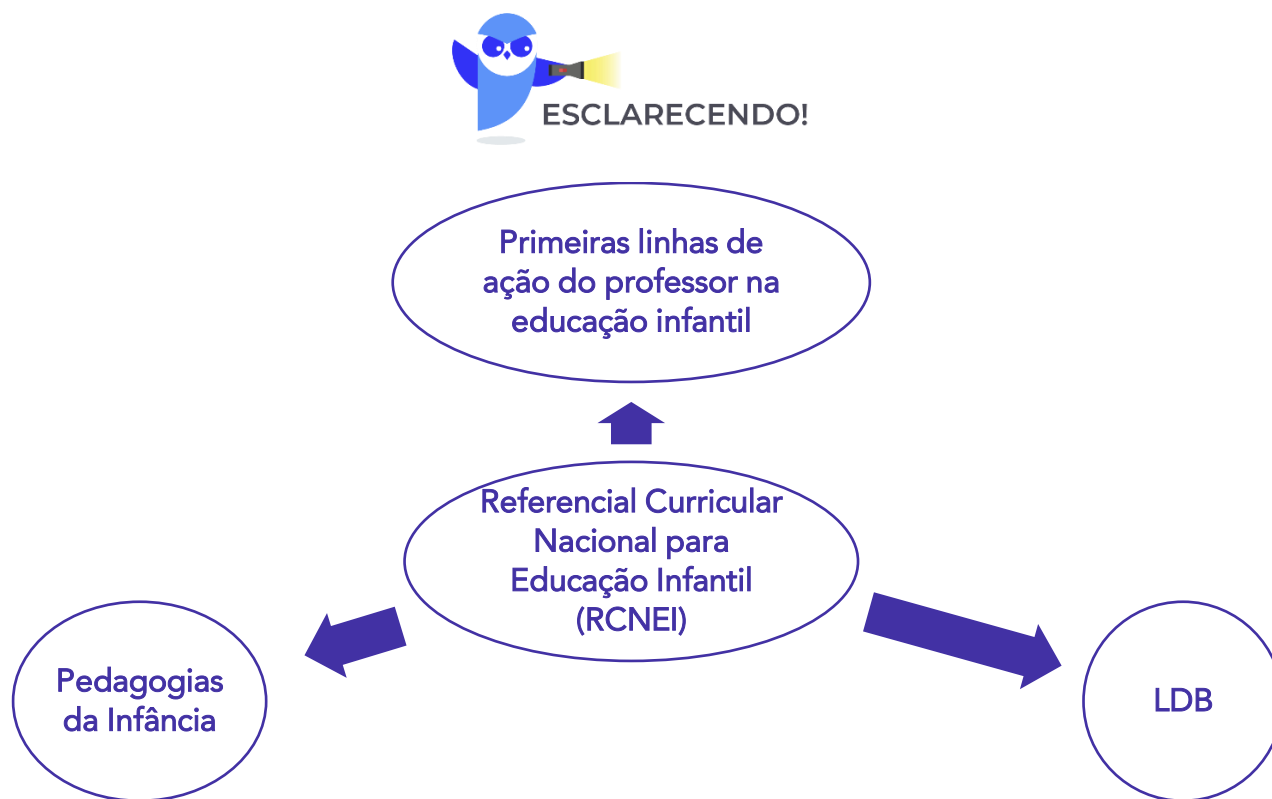 ESCLARECENDO!
Primeiras linhas de
ação do professor na
educação infantil
Referencial Curricular
Nacional para
Educação Infantil
(RCNEI)
Pedagogias
da Infância
LDB